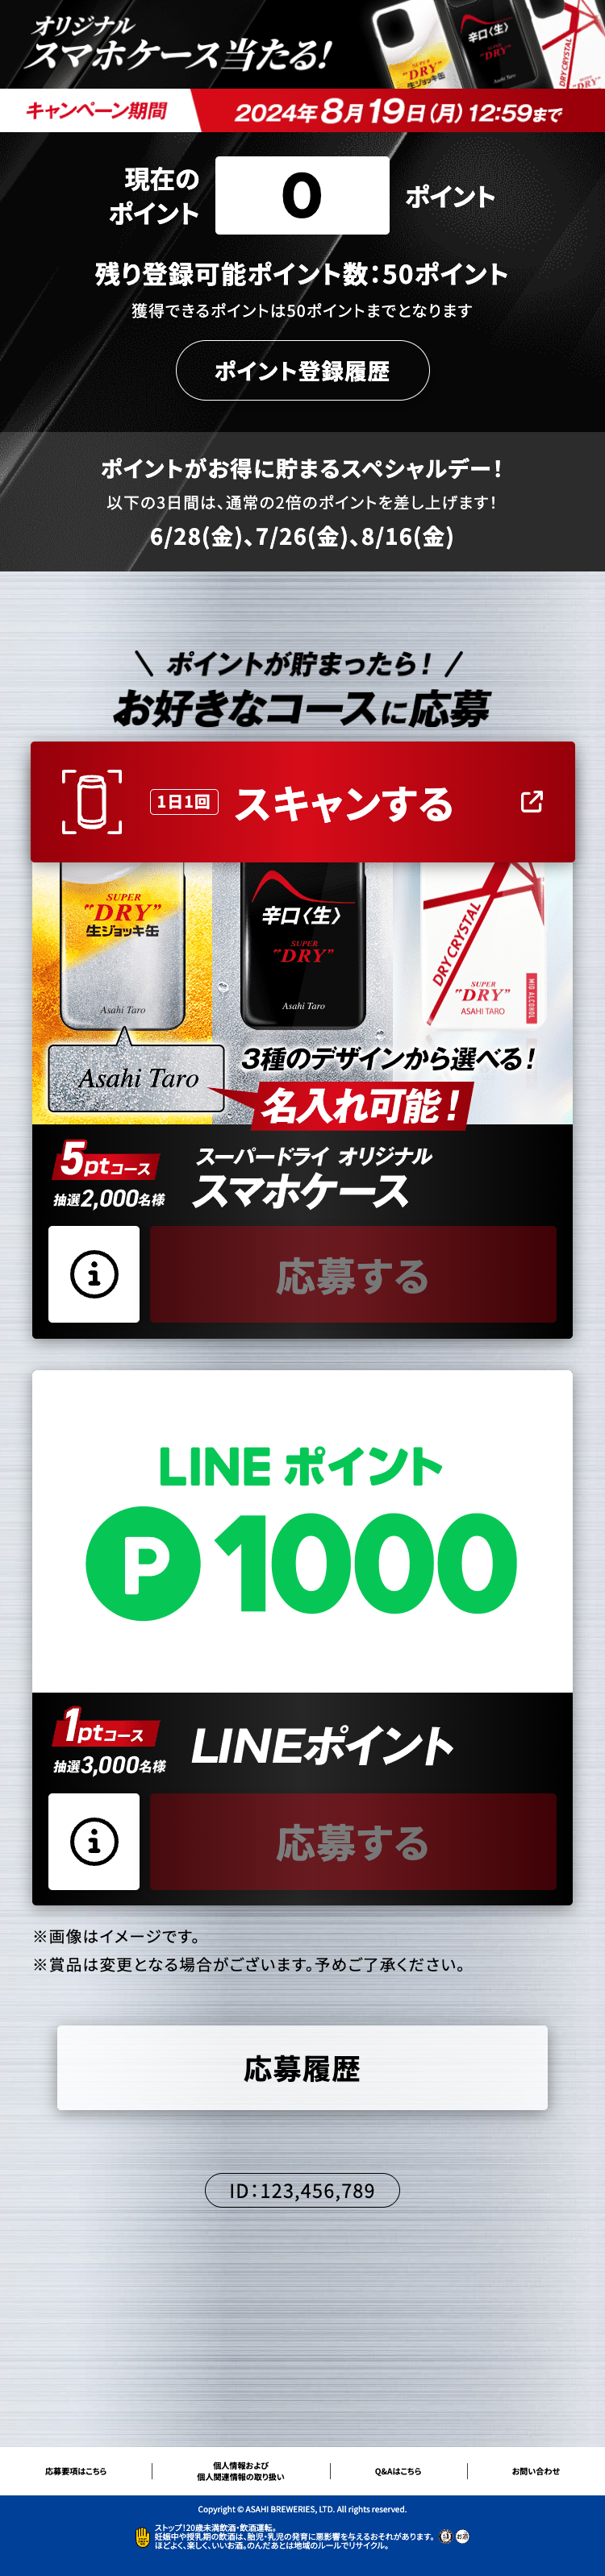 オリジナル
スマホケース当たる!
SUPER
"DRY"
生ジョッキ缶
辛口〈生〉
SUPER
"DRY"
Asahi Taro
DRY CRYSTAL
キャンペーン期間
2024年8月19日(月)12:59まで
現在の
ポイント
0
ポイント
残り登録可能ポイント数:50ポイント
獲得できるポイントは50ポイントまでとなります
ポイント登録履歴
ポイントがお得に貯まるスペシャルデー!
以下の3日間は、通常の2倍のポイントを差し上げます!
6/28(金)、7/26(金)、8/16(金)
ポイントが貯まったら!
お好きなコースに応募
1日1回
スキャンする
SUPER
"DRY"
生ジョッキ缶
Asahi Taro
辛口〈生〉
SUPER
"DRY"
Asahi Taro
DRY CRYSTAL
SUPER
"DRY"
ASAHI TARO
MID ALCOHOL
Asahi Taro
3種のデザインから選べる!
名入れ可能!
5ptコース
抽選2,000名様
スーパードライ オリジナル
スマホケース
応募する
LINE ポイント
P 1000
1ptコース
抽選3,000名様
LINEポイント
応募する
※画像はイメージです。
※賞品は変更となる場合がございます。予めご了承ください。
応募履歴
ID:123,456,789
応募要項はこちら
個人情報および
個人関連情報の取り扱い
Q&Aはこちら
お問い合わせ
Copyright © ASAHI BREWERIES, LTD. All rights reserved.
ストップ!20歳未満飲酒・飲酒運転。
妊娠中や授乳期の飲酒は、胎児・乳児の発育に悪影響を与えるおそれがあります。
ほどよく、楽しく、いいお酒。のんだあとは地域のルールでリサイクル。
お酒